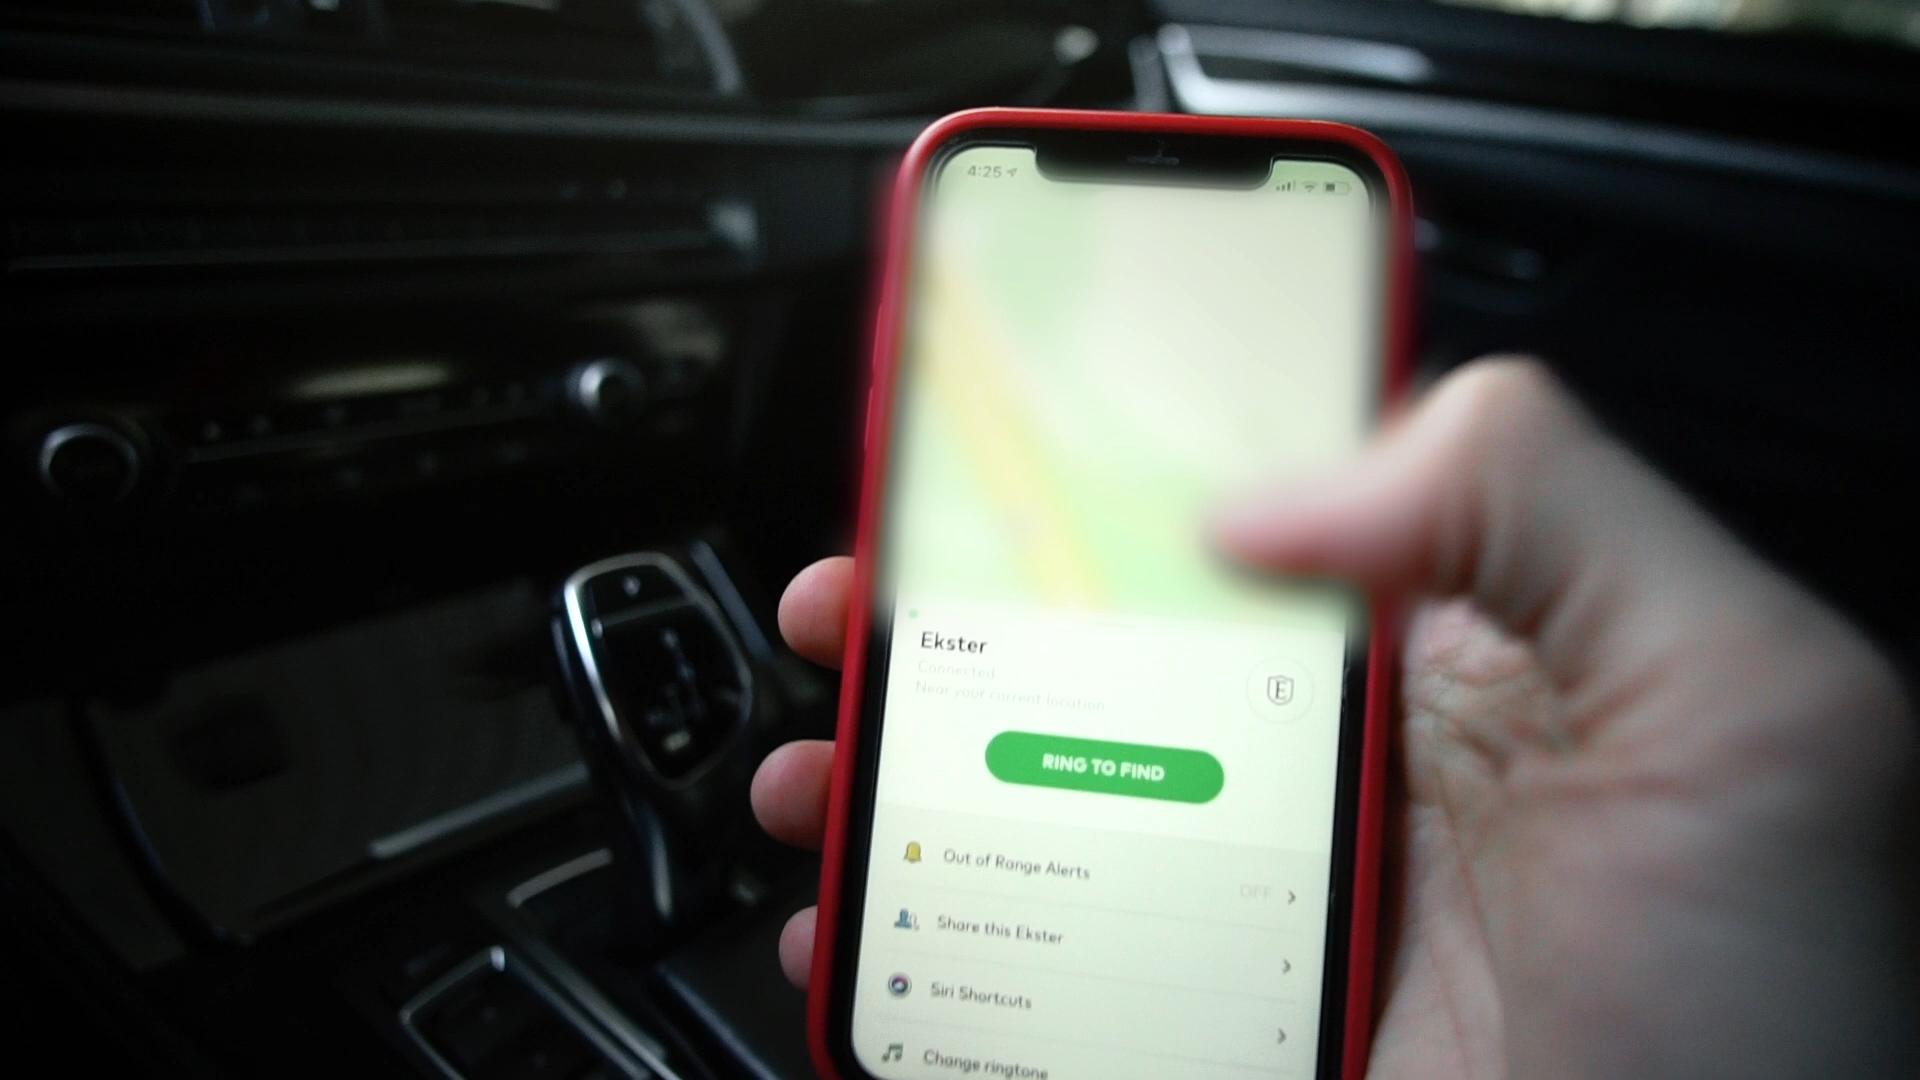 4:25
Ekster
Connected
Near your current location
E
RING TO FIND
Out of Range Alerts
OFF
Share this Ekster
Siri Shortcuts
Change ringtone